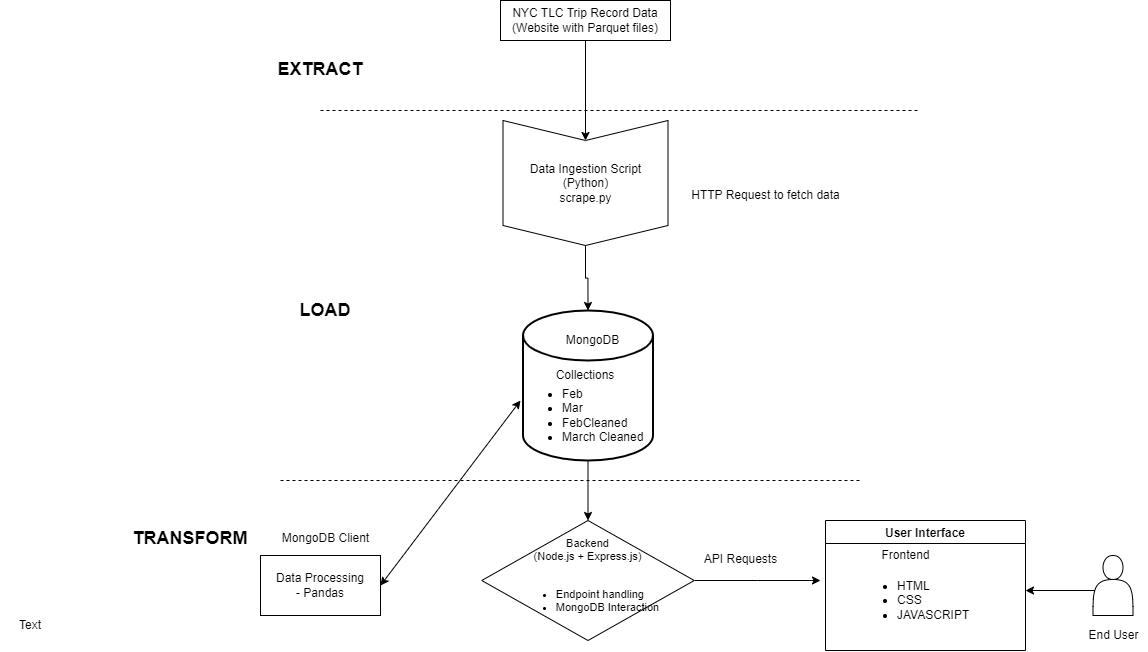 NYC TLC Trip Record Data
(Website with Parquet files)
EXTRACT
Data Ingestion Script
(Python)
scrape.py
HTTP Request to fetch data
LOAD
MongoDB
Collections
Feb
Mar
FebCleaned
March Cleaned
TRANSFORM
MongoDB Client
Data Processing
- Pandas
Backend
(Node.js + Express.js)
Endpoint handling
MongoDB Interaction
API Requests
User Interface
Frontend
HTML
CSS
JAVASCRIPT
End User
Text